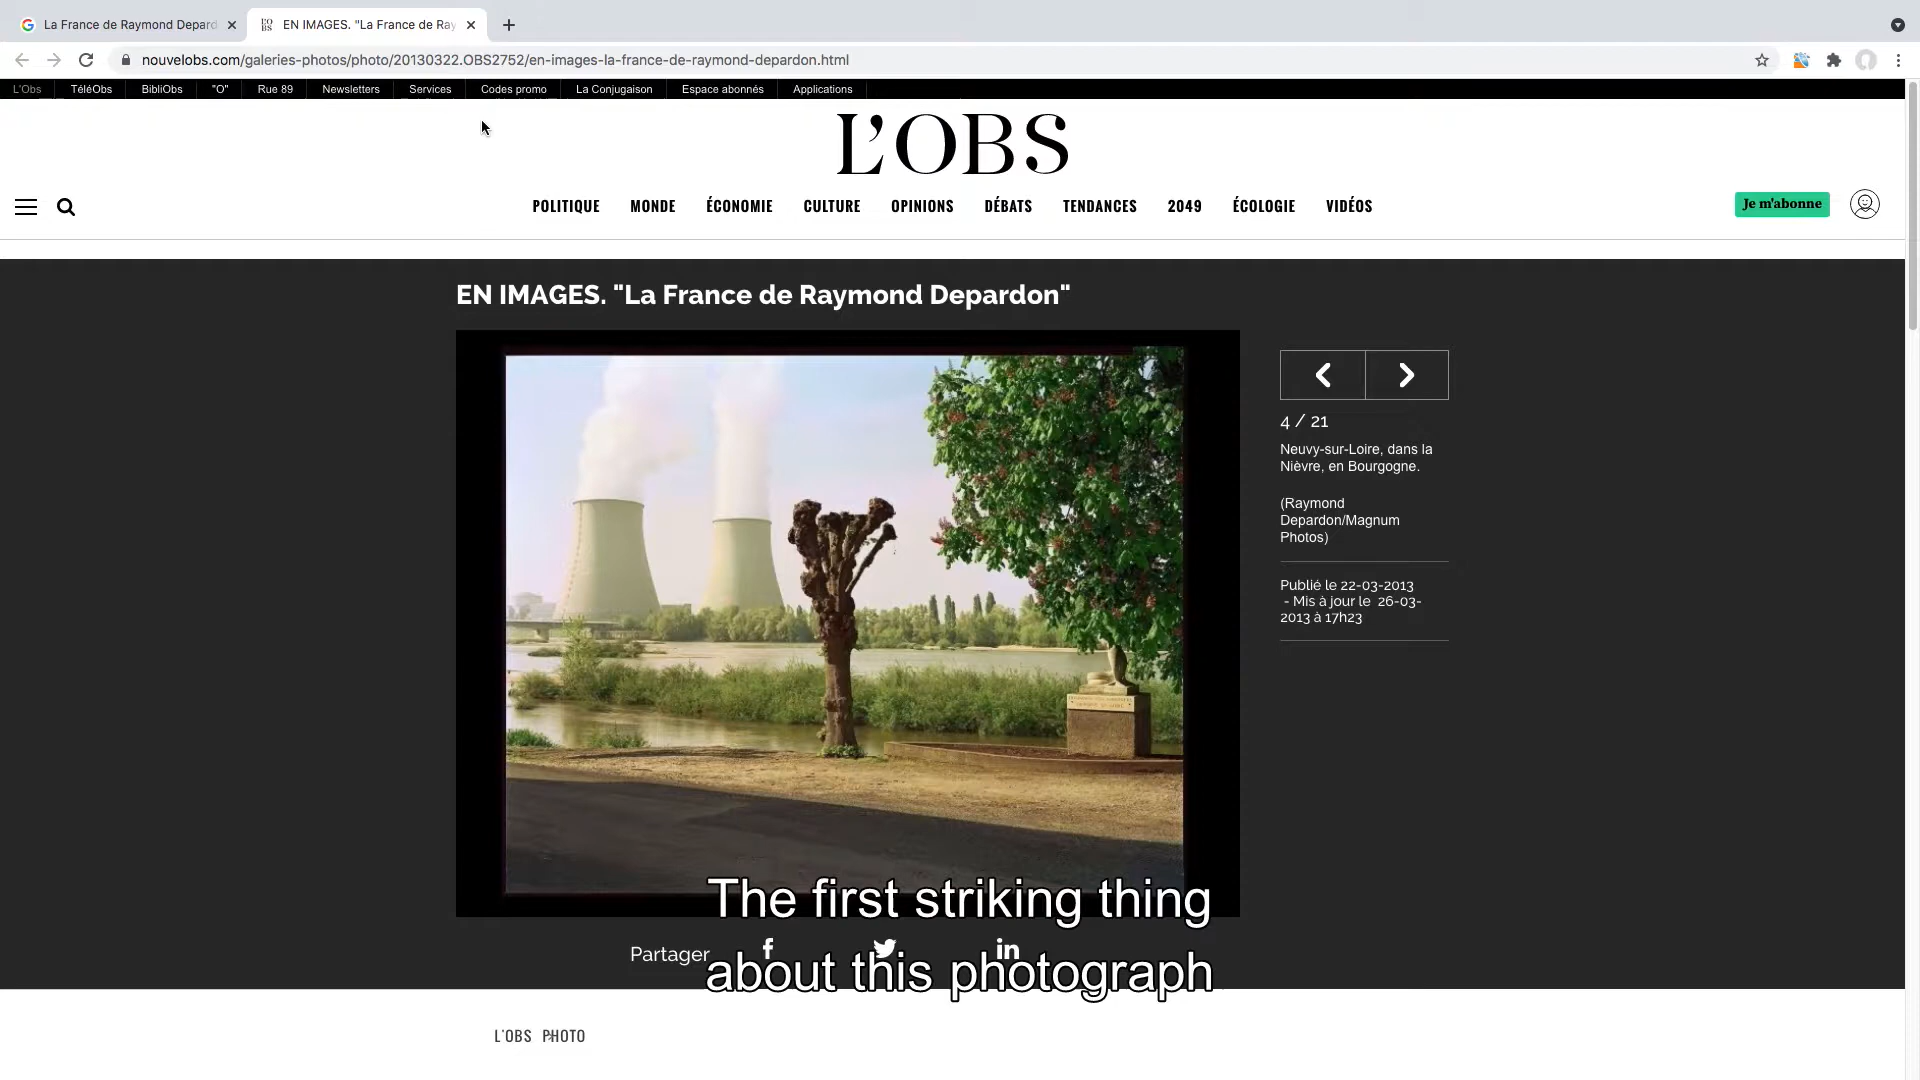 La France de Raymond Depard
EN IMAGES. "La France de Ray
nouvelobs.com/galeries-photos/photo/20130322.OBS2752/en-images-la-france-de-raymond-depardon.html
L'Obs TéléObs BibliObs "O" Rue 89 Newsletters Services Codes promo La Conjugaison Espace abonnés Applications
L'OBS
POLITIQUE MONDE ÉCONOMIE CULTURE OPINIONS DÉBATS TENDANCES 2049 ÉCOLOGIE VIDÉOS
Je m'abonne
EN IMAGES. "La France de Raymond Depardon"
4 / 21
Neuvy-sur-Loire, dans la
Nièvre, en Bourgogne.
(Raymond
Depardon/Magnum
Photos)
Publié le 22-03-2013
- Mis à jour le 26-03-
2013 à 17h23
The first striking thing
Partager
about this photograph
L'OBS PHOTO